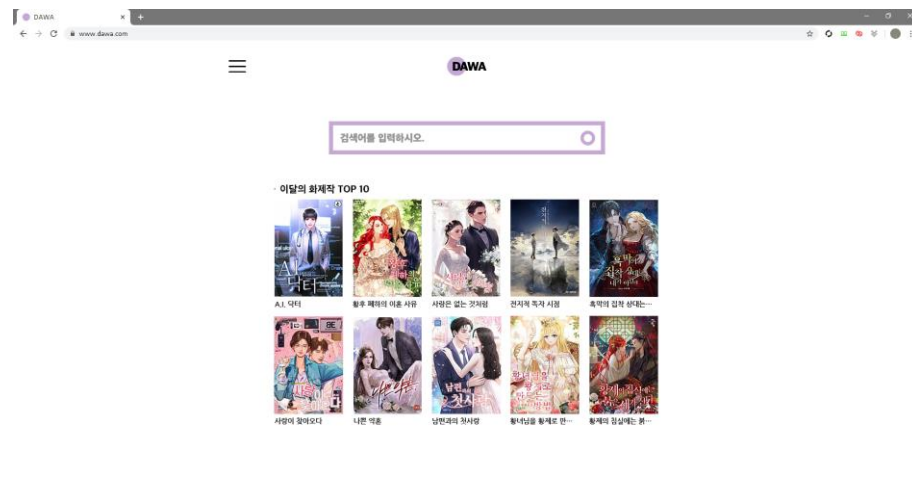 DAWA
www.dawa.com
DAWA
검색어를 입력하시오.
이달의 화제작 TOP 10
A.I. 닥터
A.I. 닥터
황후 폐하의 이혼 사유
사랑은 없는 것처럼
전지적 독자 시점
흑막의 집착 상대는…
사랑이 찾아오다
나쁜 약혼
남편과의 첫사랑
황녀님을 황제로 만…
황제의 침실에는 붉…